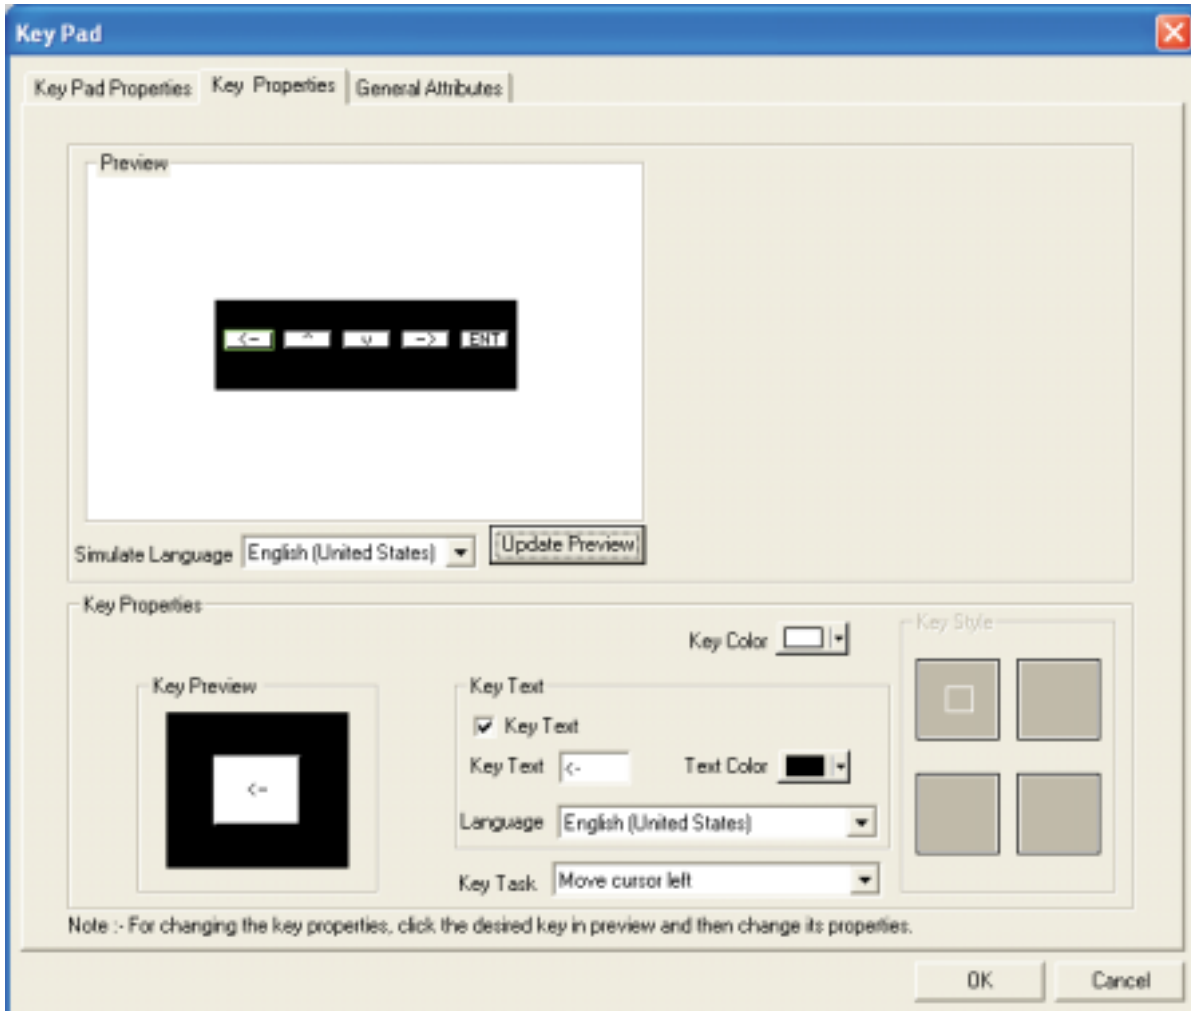 Key Pad
Key Pad Properties Key Properties General Attributes
Preview
<- ^ v -> ENT
Simulate Language English (United States) Update Preview
Key Properties
Key Color
Key Style
Key Preview
Key Text
Key Text
Key Text <- Text Color
<-
Language English (United States)
Key Task Move cursor left
Note :- For changing the key properties, click the desired key in preview and then change its properties.
OK Cancel